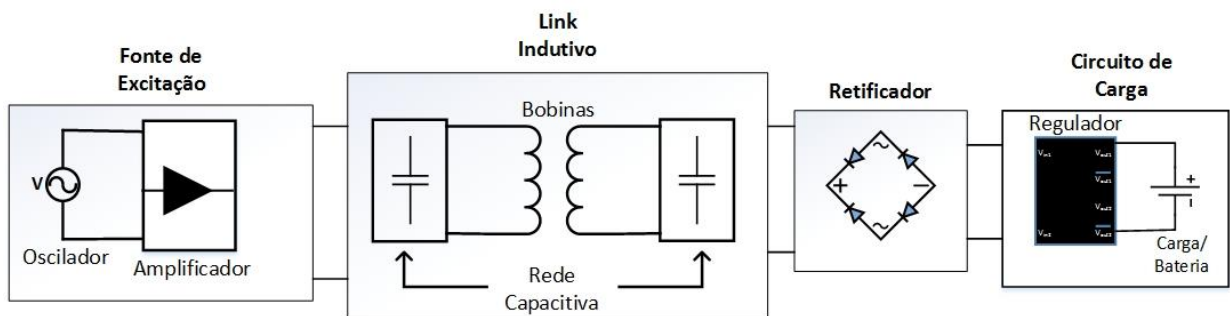 Fonte de
Excitação
V
Oscilador
Amplificador
Link
Indutivo
Bobinas
Rede
Capacitiva
Retificador
Circuito de
Carga
Regulador
Carga/
Bateria